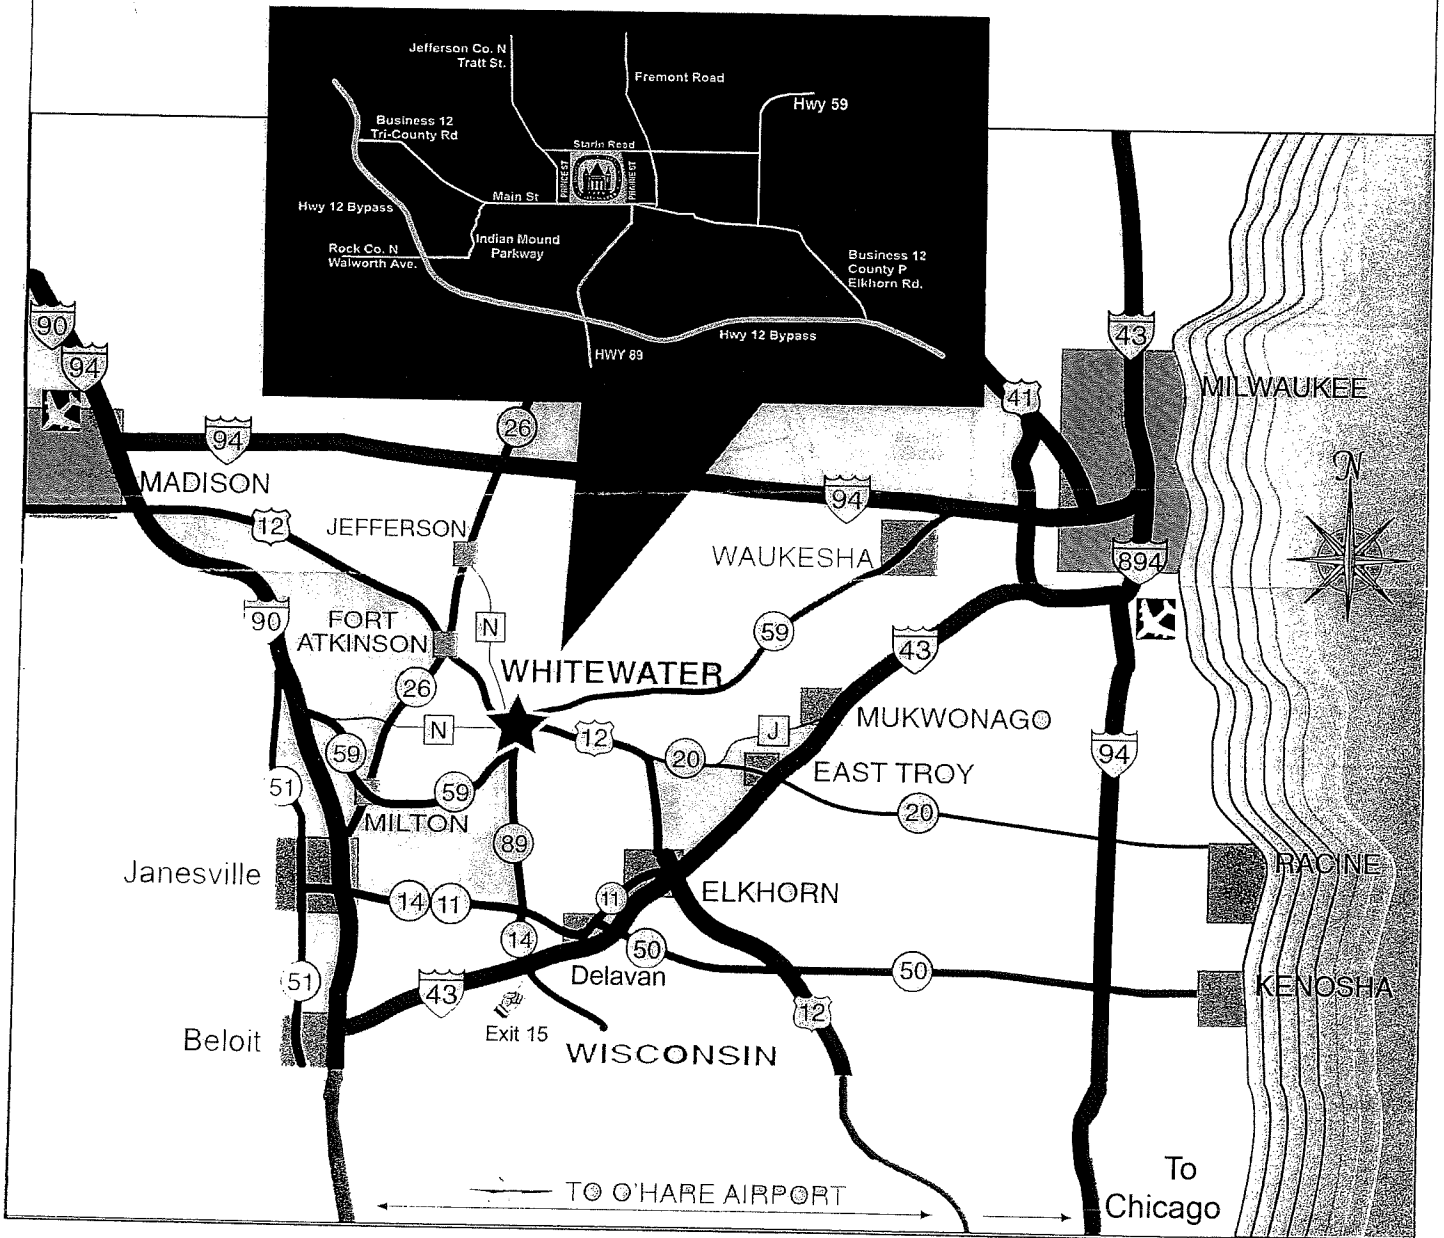 Jefferson Co. N
Tratt St.
Fremont Road
Hwy 59
Business 12
Tri-County Rd
Starin Road
PRINCE ST
PRAIRIE ST
Main St
Hwy 12 Bypass
Indian Mound
Parkway
Rock Co. N
Walworth Ave.
Business 12
County P
Elkhorn Rd.
Hwy 12 Bypass
HWY 89
90
94
43
41
MILWAUKEE
26
94
MADISON
94
N
12
JEFFERSON
WAUKESHA
894
90
FORT
ATKINSON
N
59
43
WHITEWATER
26
N
12
J
MUKWONAGO
59
20
EAST TROY
94
51
59
20
MILTON
89
Janesville
RACINE
14
11
11
ELKHORN
14
50
50
Delavan
51
43
KENOSHA
12
Exit 15
Beloit
WISCONSIN
TO O'HARE AIRPORT
To
Chicago